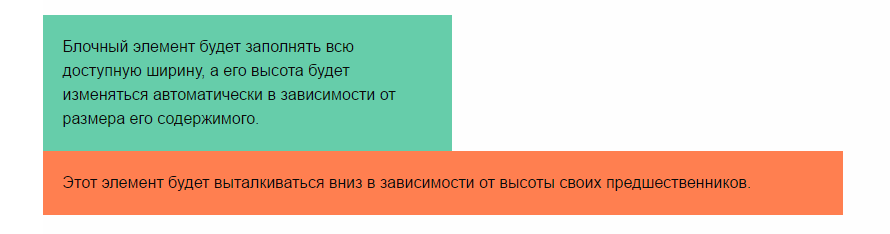 Блочный элемент будет заполнять всю
доступную ширину, а его высота будет
изменяться автоматически в зависимости от
размера его содержимого.
Этот элемент будет выталкиваться вниз в зависимости от высоты своих предшественников.